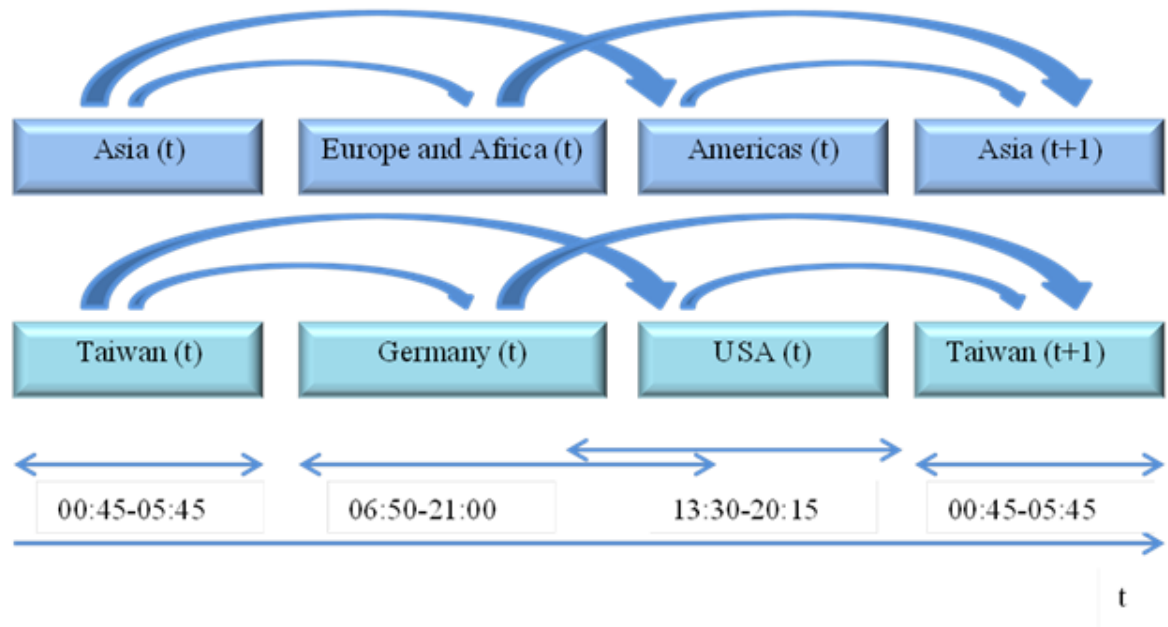 Asia (t)
Europe and Africa (t)
Americas (t)
Asia (t+1)
Taiwan (t)
Germany (t)
USA (t)
Taiwan (t+1)
00:45-05:45
06:50-21:00
13:30-20:15
00:45-05:45
t